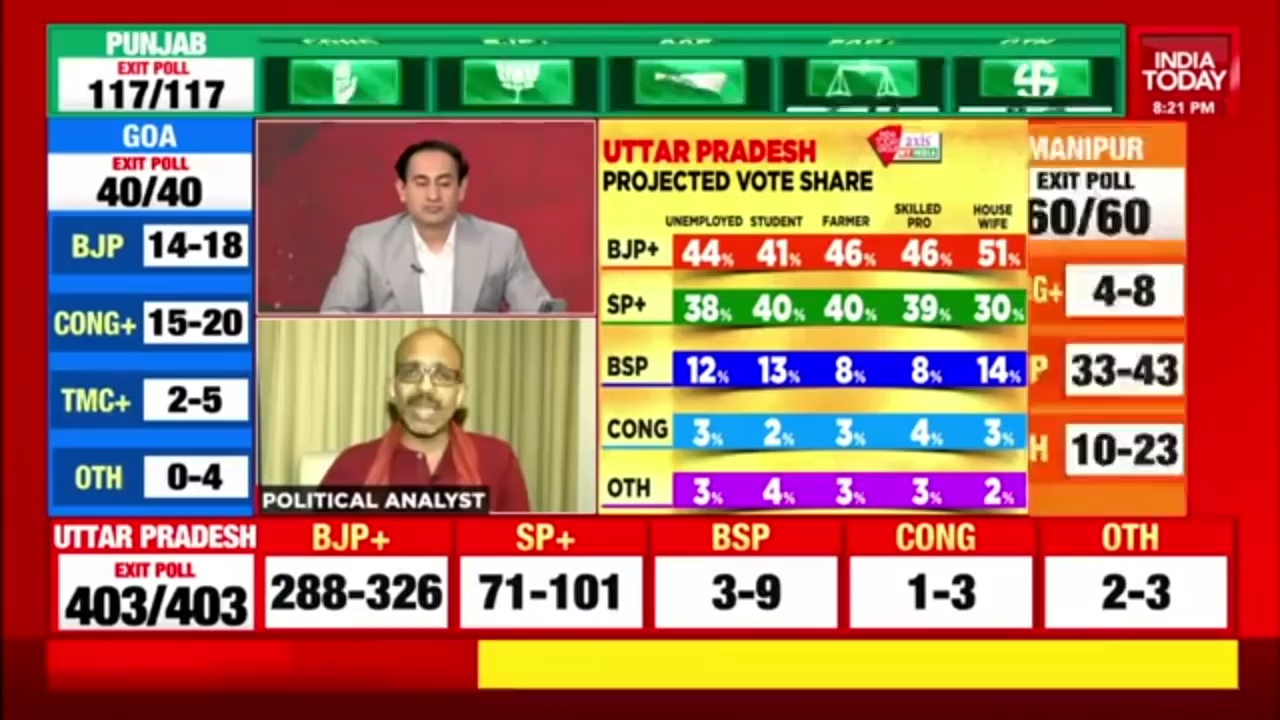 PUNJAB
EXIT POLL
117/117
INDIA
TODAY
8:21 PM
GOA
EXIT POLL
40/40
BJP 14-18
CONG+ 15-20
TMC+ 2-5
OTH 0-4
POLITICAL ANALYST
UTTAR PRADESH
PROJECTED VOTE SHARE
axis
MY INDIA
UNEMPLOYED STUDENT FARMER SKILLED PRO HOUSE WIFE
BJP+ 44% 41% 46% 46% 51%
SP+ 38% 40% 40% 39% 30%
BSP 12% 13% 8% 8% 14%
CONG 3% 2% 3% 4% 3%
OTH 3% 4% 3% 3% 2%
MANIPUR
EXIT POLL
60/60
G+ 4-8
P 33-43
H 10-23
UTTAR PRADESH BJP+ SP+ BSP CONG OTH
EXIT POLL
403/403 288-326 71-101 3-9 1-3 2-3